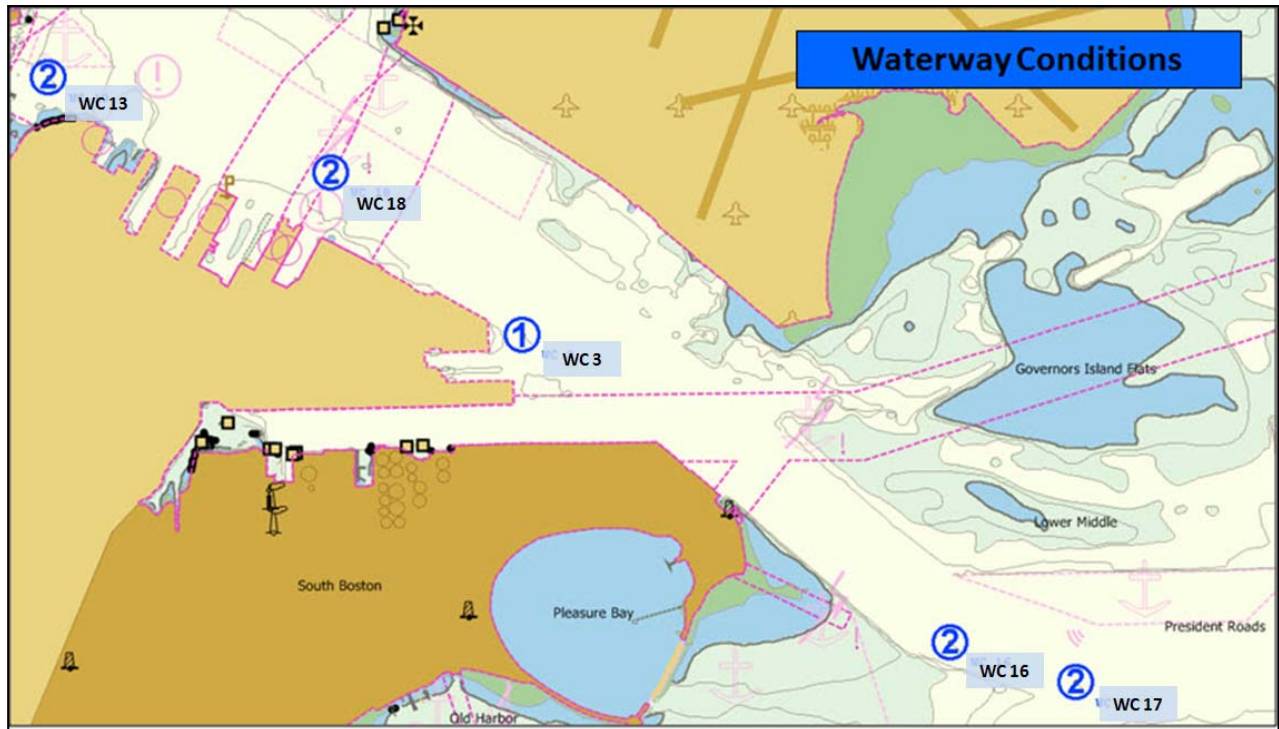 Waterway Conditions
2
WC 13
2
WC 18
1
WC 3
Governors Island Flats
Lower Middle
South Boston
Pleasure Bay
President Roads
2
WC 16
2
WC 17
Old Harbor